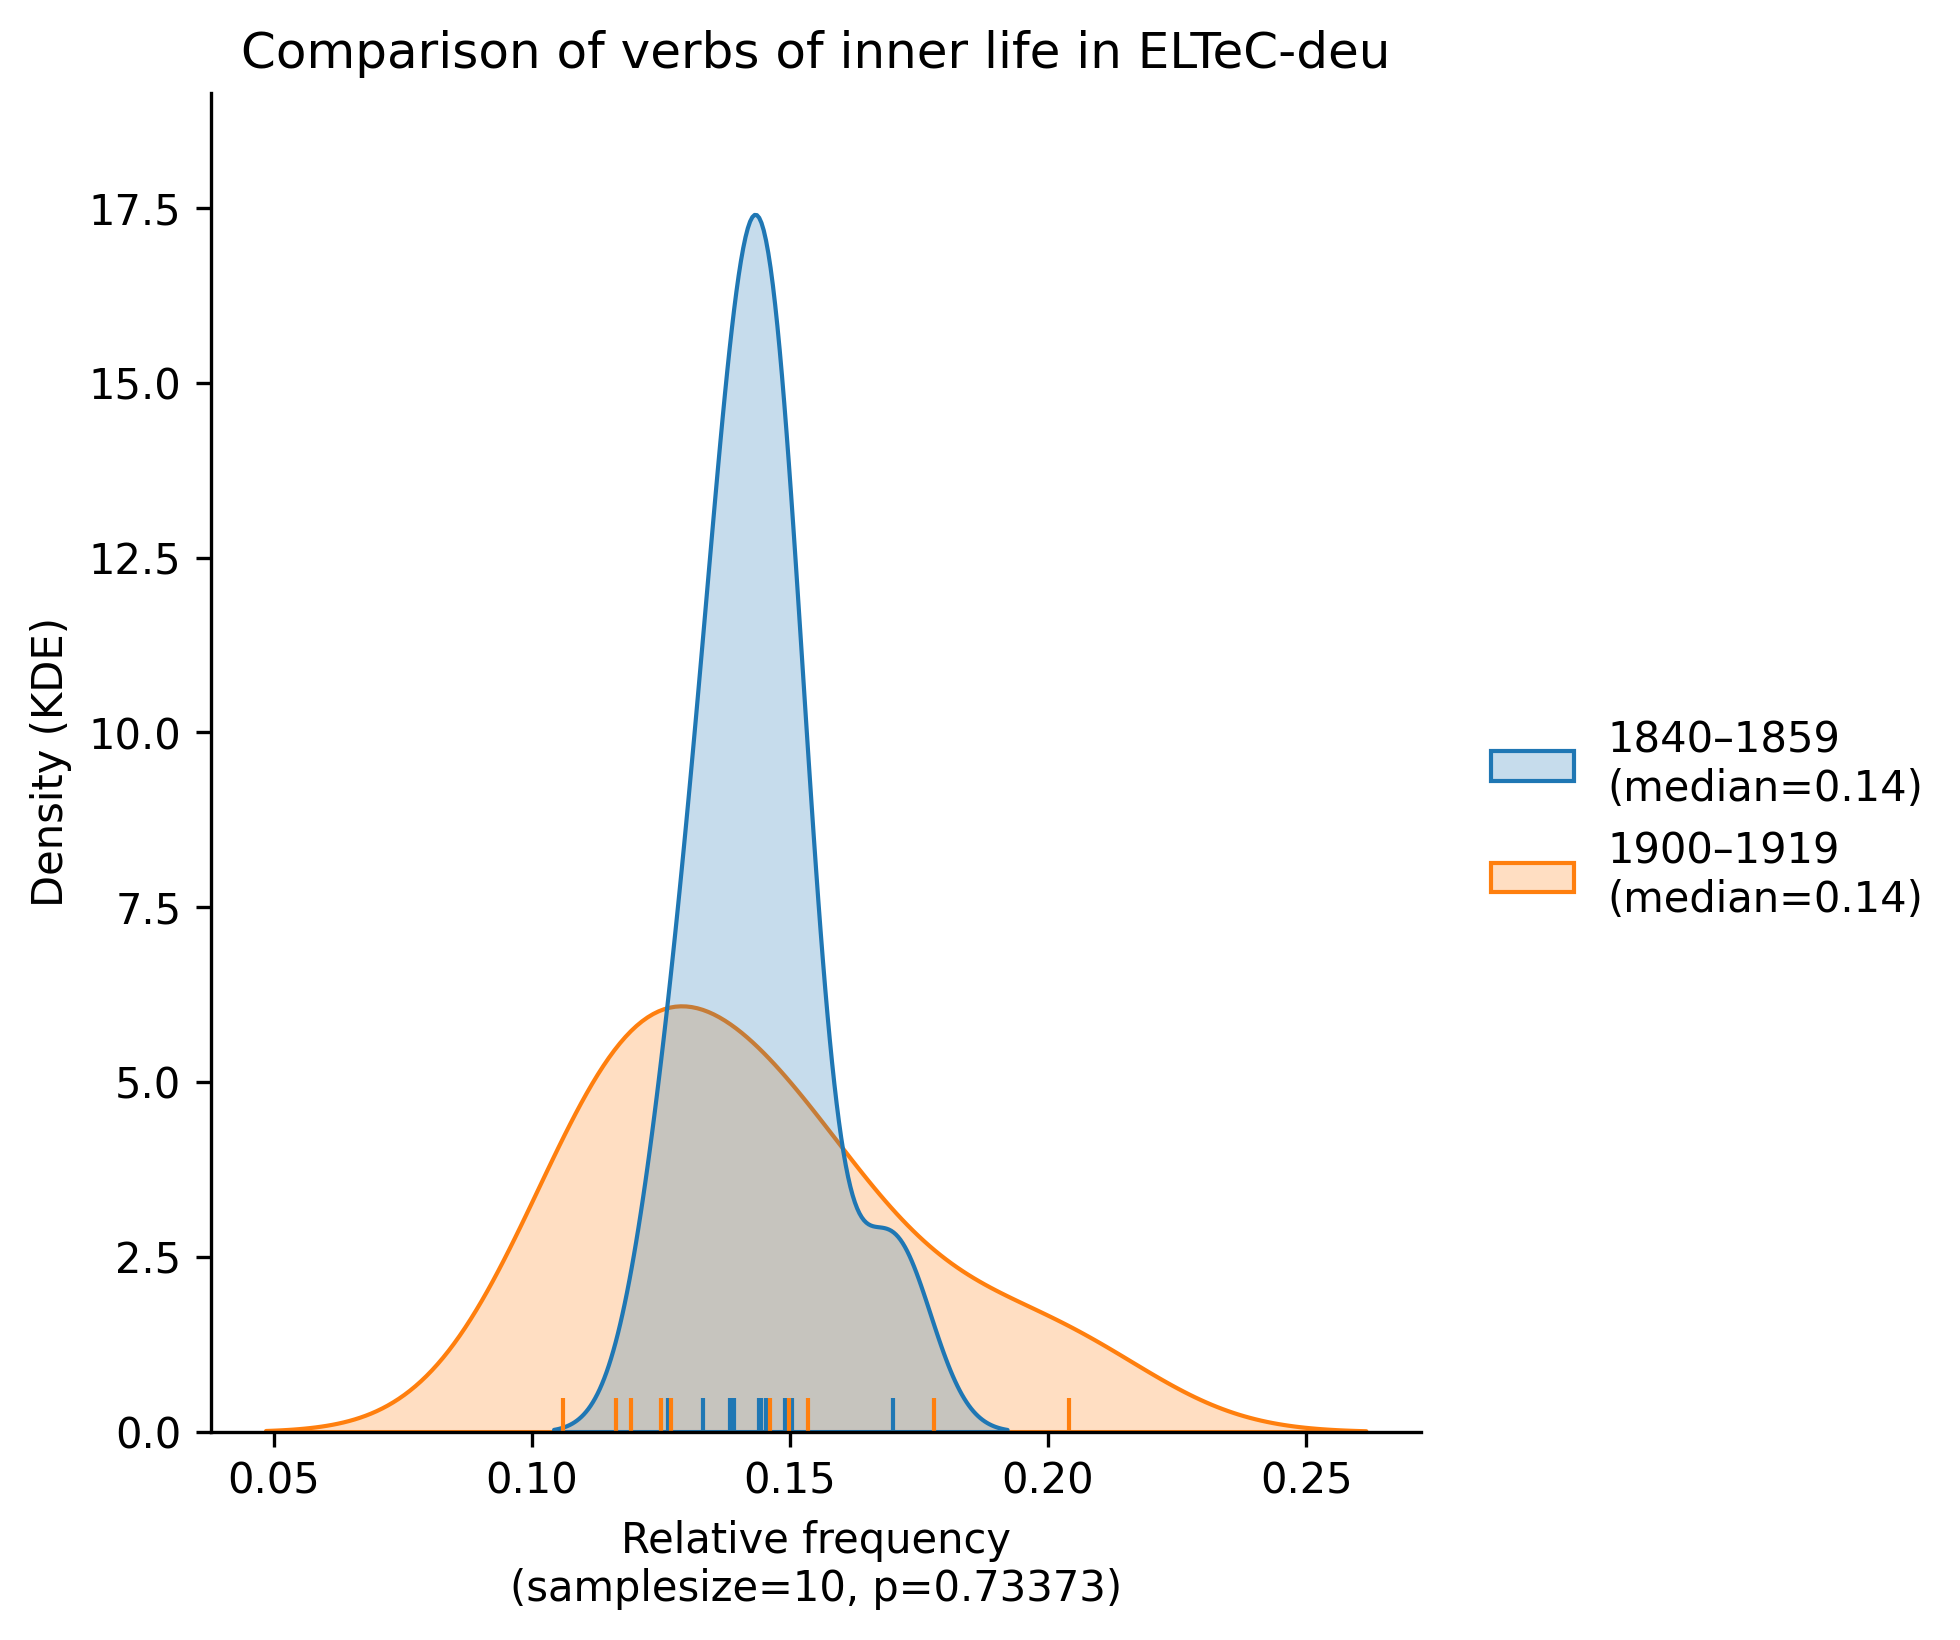 Comparison of verbs of inner life in ELTeC-deu
Density (KDE)
17.5
15.0
12.5
10.0
7.5
5.0
2.5
0.0
0.05 0.10 0.15 0.20 0.25
Relative frequency
(samplesize=10, p=0.73373)
1840–1859
(median=0.14)
1900–1919
(median=0.14)